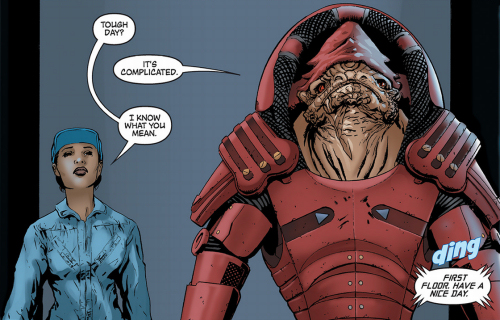 TOUGH
DAY?
IT'S
COMPLICATED.
I KNOW
WHAT YOU
MEAN.
ding
FIRST
FLOOR. HAVE A
NICE DAY.